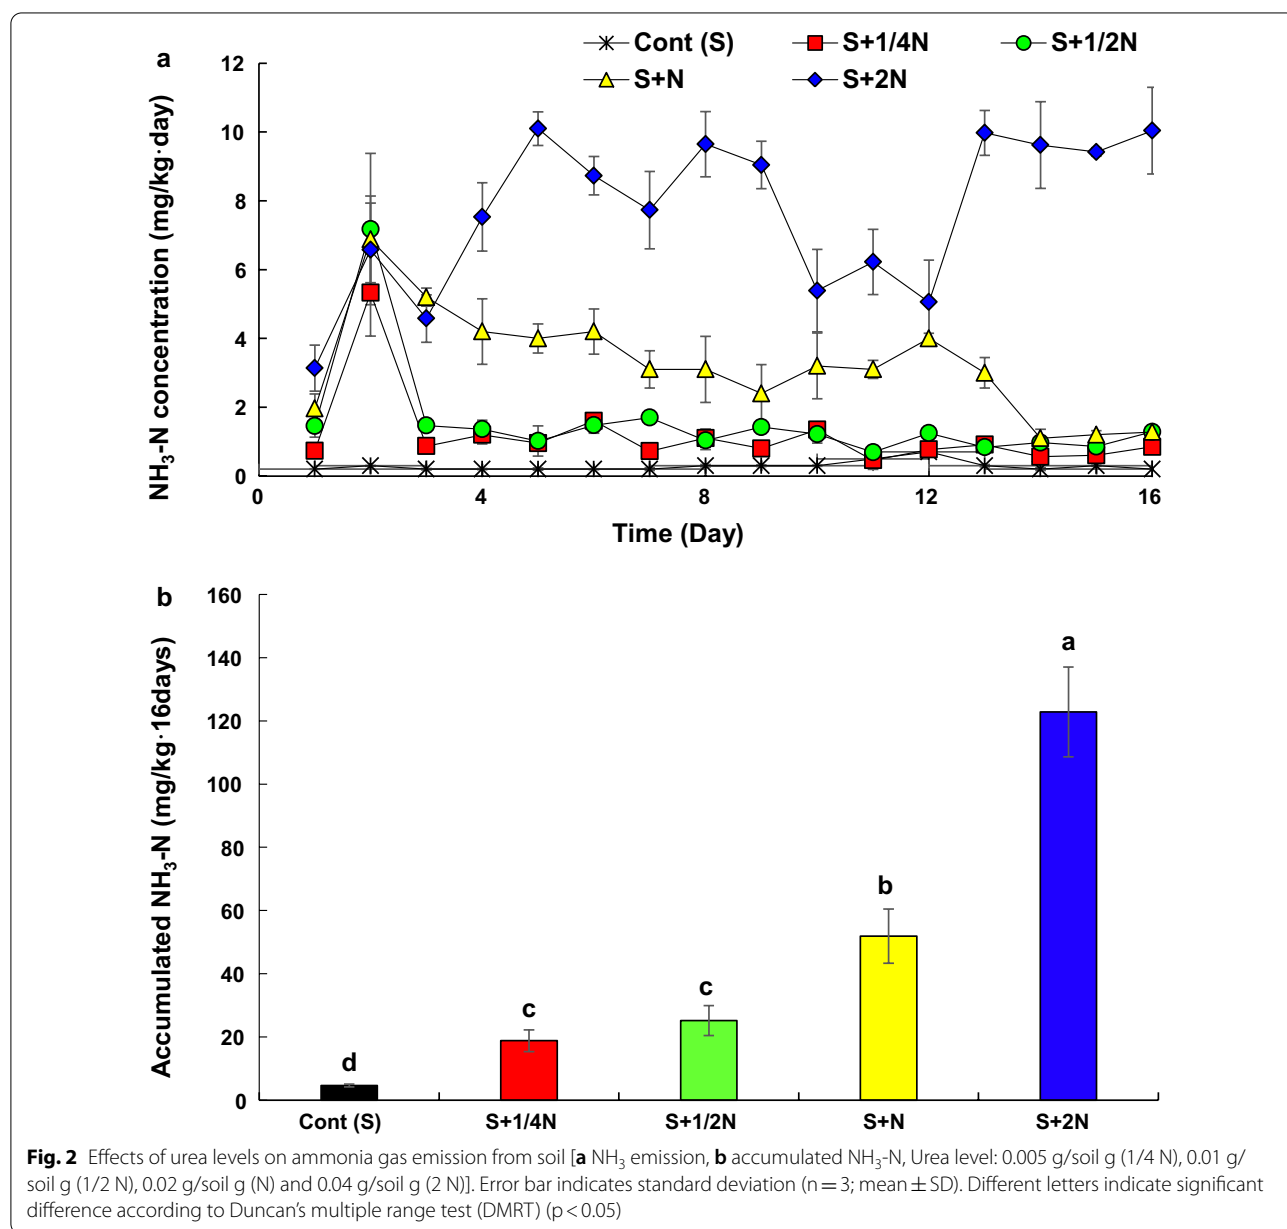 a
Cont (S) S+1/4N S+1/2N
S+N S+2N
NH₃-N concentration (mg/kg·day)
12
10
8
6
4
2
0
0 4 8 12 16
Time (Day)
b
Accumulated NH₃-N (mg/kg·16days)
160
140
120
100
80
60
40
20
0
a
b
c
c
d
Cont (S) S+1/4N S+1/2N S+N S+2N
Fig. 2 Effects of urea levels on ammonia gas emission from soil [a NH₃ emission, b accumulated NH₃-N, Urea level: 0.005 g/soil g (1/4 N), 0.01 g/
soil g (1/2 N), 0.02 g/soil g (N) and 0.04 g/soil g (2 N)]. Error bar indicates standard deviation (n = 3; mean ± SD). Different letters indicate significant
difference according to Duncan's multiple range test (DMRT) (p < 0.05)